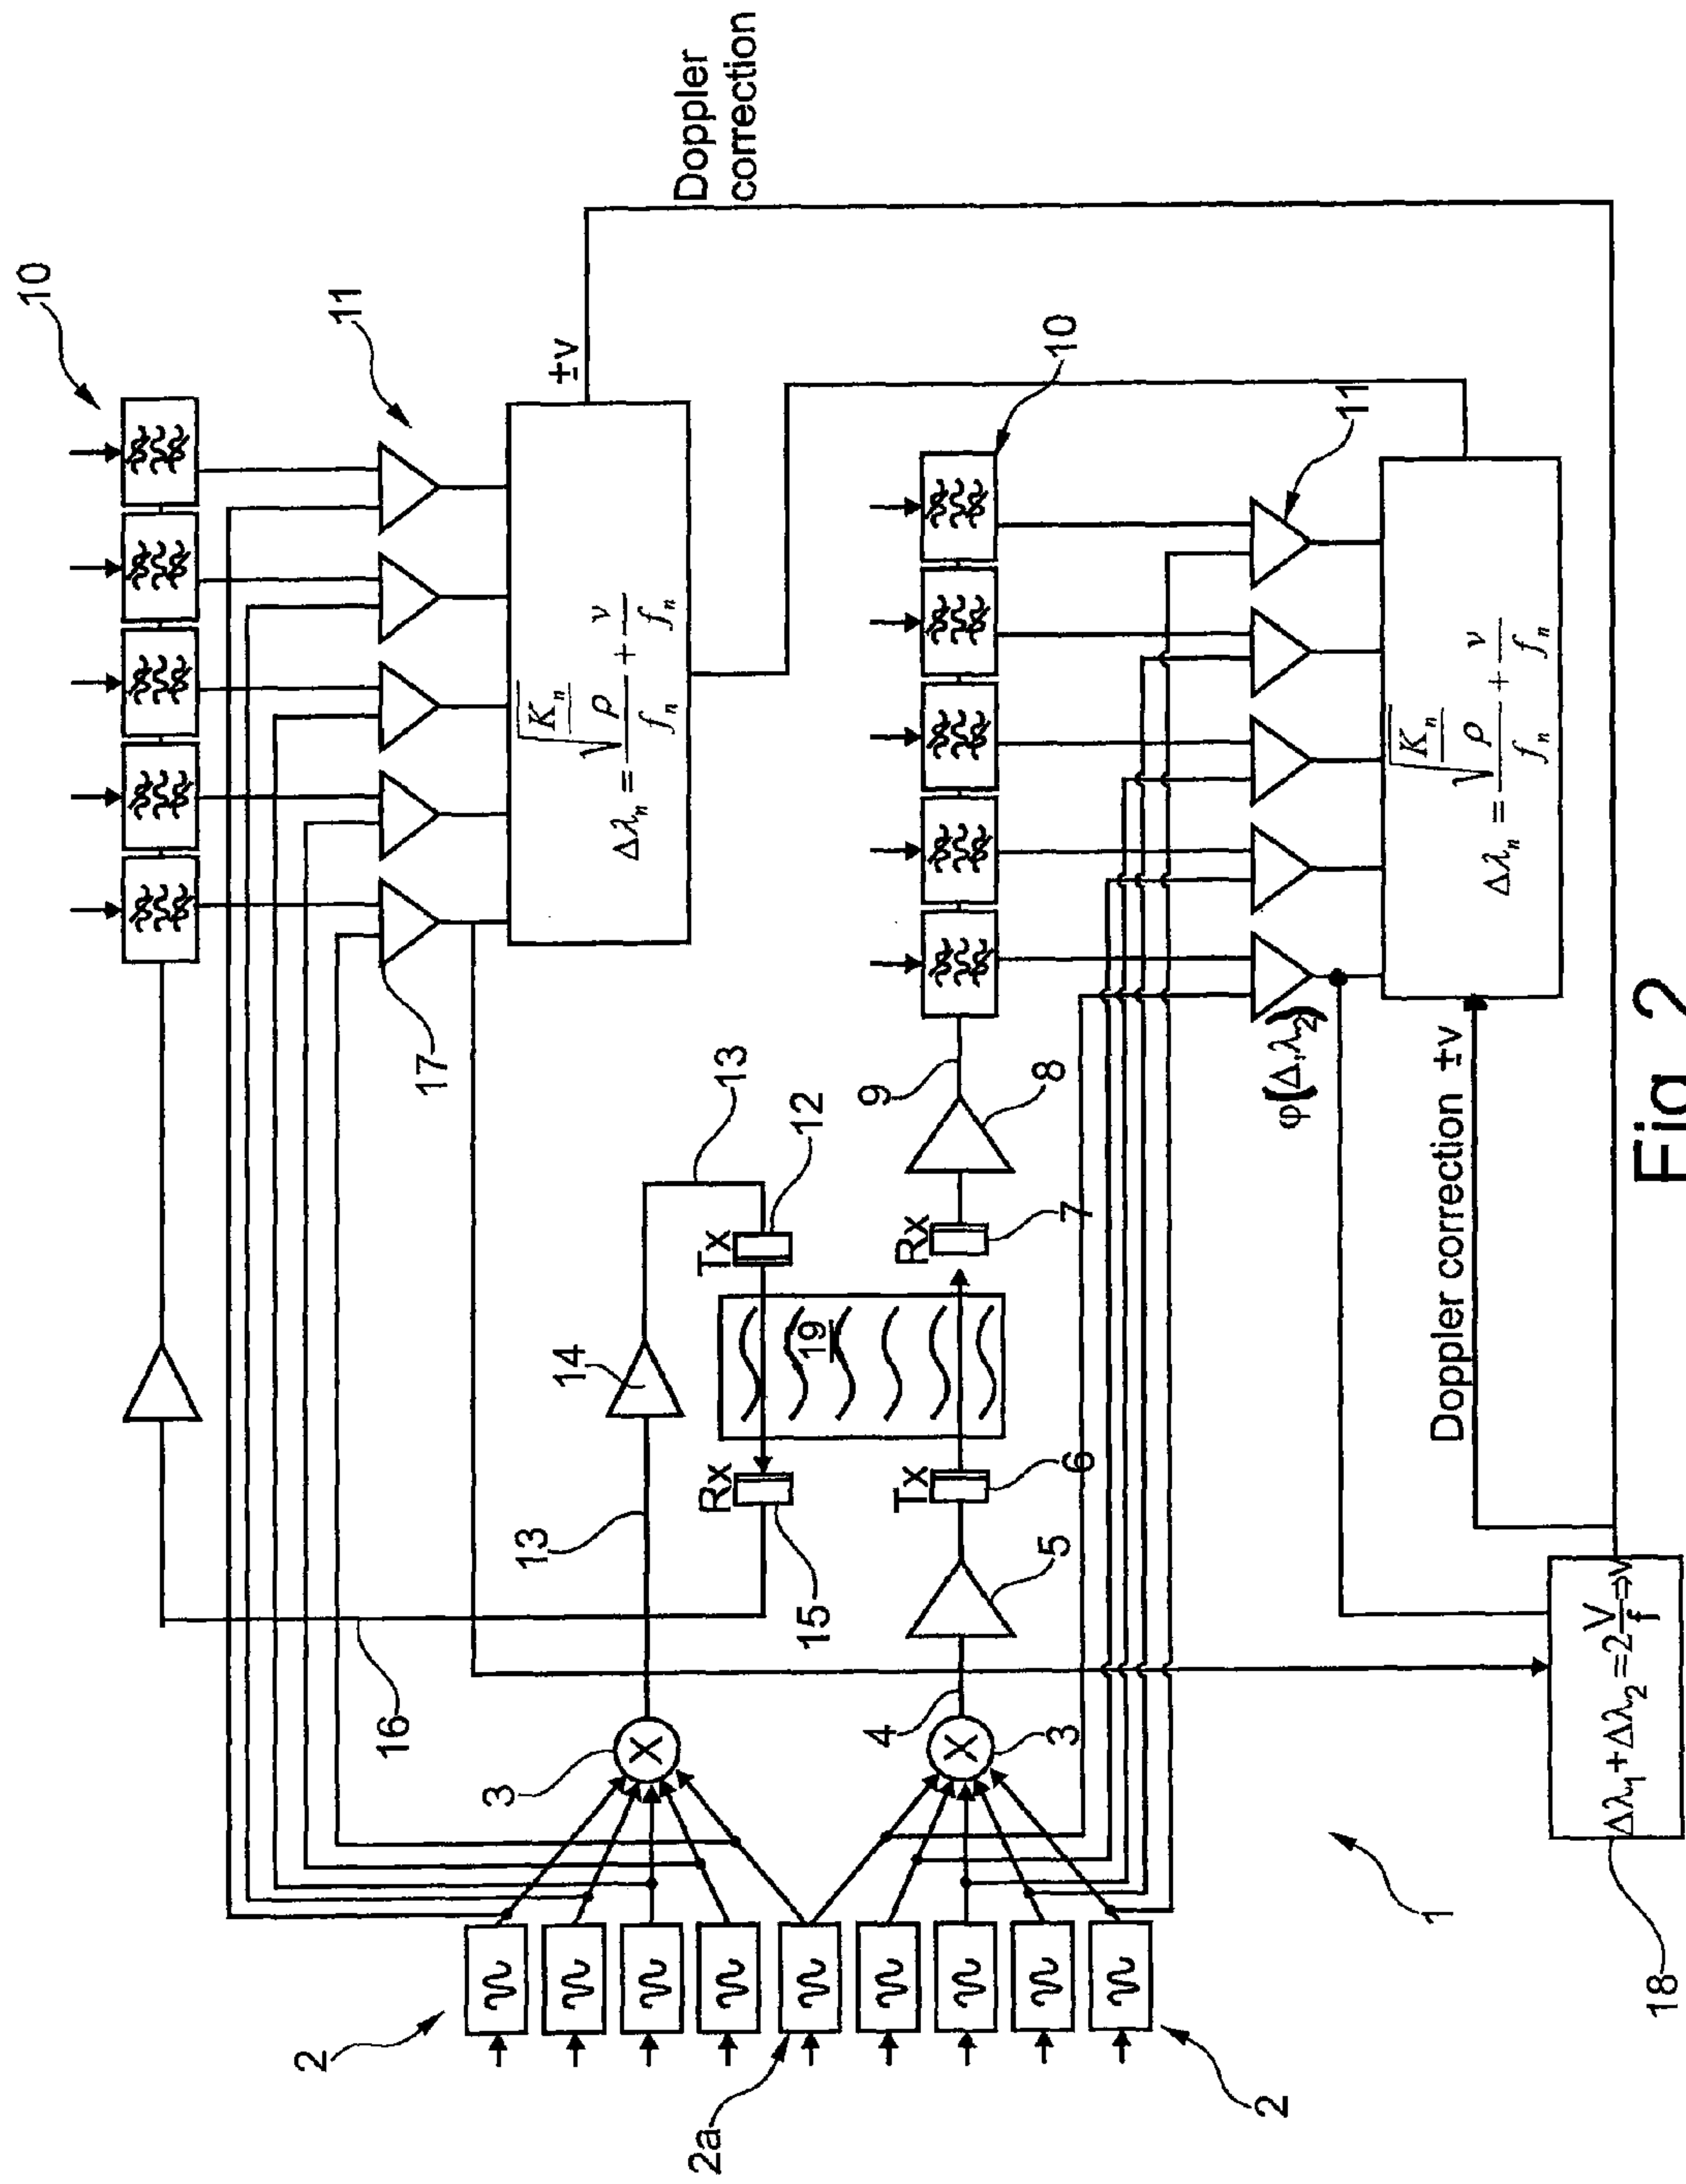 10
Doppler
correction
11
±v
Δλn = √(Kn/ρ)/fn + v/fn
17
10
11
13
12
Tx
14
19
Rx
15
13
16
9
8
Rx
7
Tx
6
5
4
3
3
φ(Δ,λ2)
Δλn = √(Kn/ρ)/fn + v/fn
Doppler correction ±v
2
2a
2
1
Δλ1+Δλ2=2V/f⇒v
18
Fig. 2